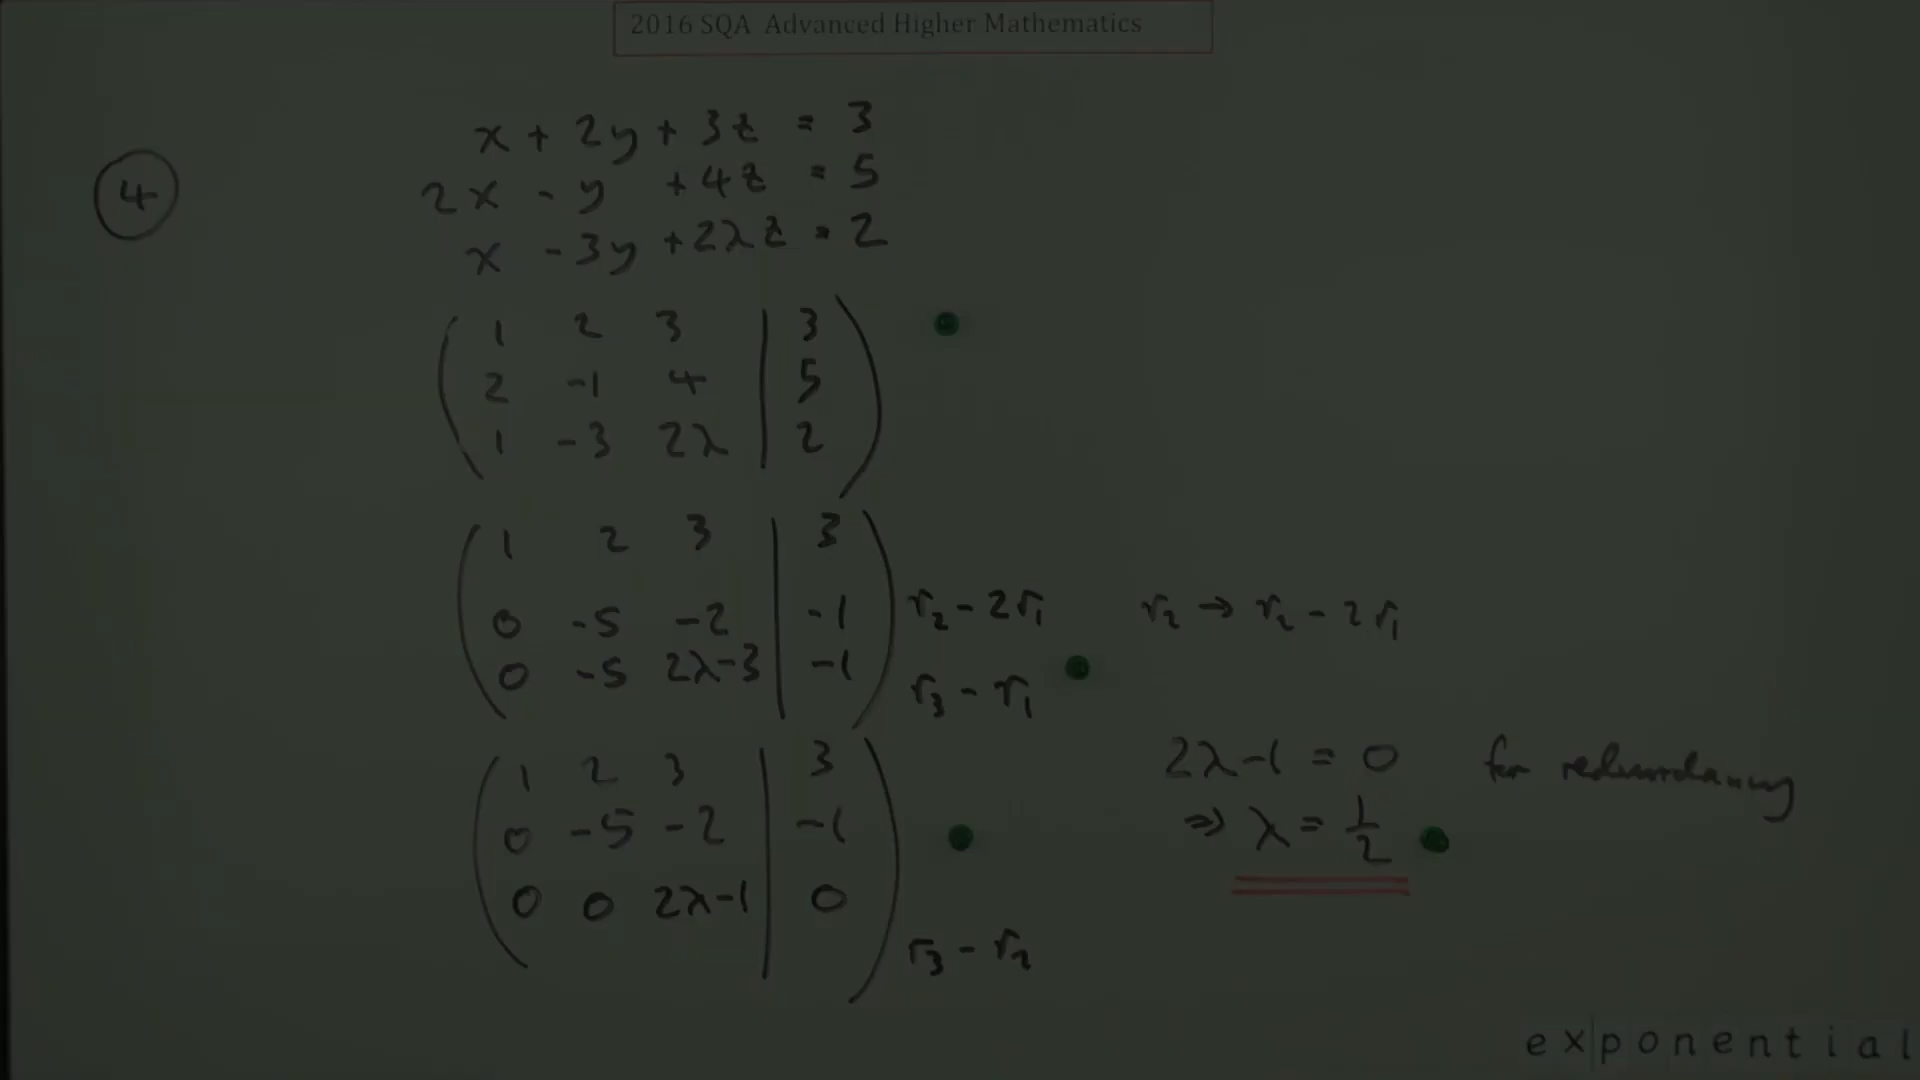 2016 SQA Advanced Higher Mathematics
4
x + 2y + 3z = 3
2x - y + 4z = 5
x - 3y + 2λz = 2
1 2 3 | 3
2 -1 4 | 5
1 -3 2λ | 2
1 2 3 | 3
0 -5 -2 | -1 r₂ - 2r₁ r₂ → r₂ - 2r₁
0 -5 2λ-3 | -1 r₃ - r₁
1 2 3 | 3
0 -5 -2 | -1
0 0 2λ-1 | 0 r₃ - r₂
2λ-1 = 0 for redundancy
⇒ λ = 1/2
exponential